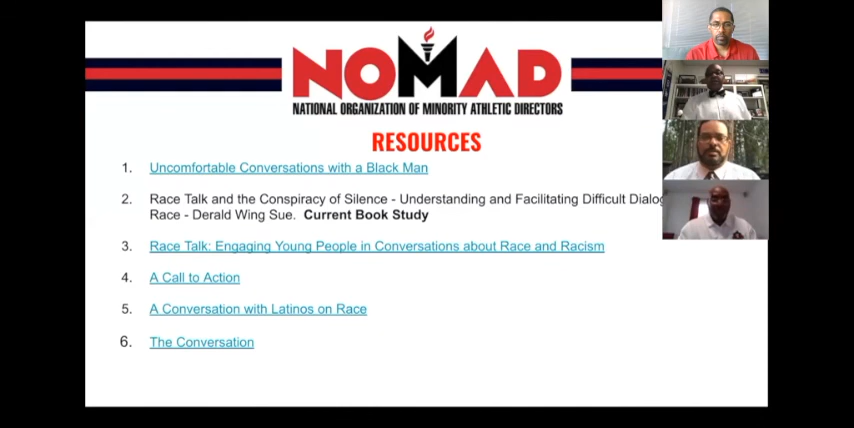 NOMAD
NATIONAL ORGANIZATION OF MINORITY ATHLETIC DIRECTORS
RESOURCES
1. Uncomfortable Conversations with a Black Man
2. Race Talk and the Conspiracy of Silence - Understanding and Facilitating Difficult Dialog
Race - Derald Wing Sue. Current Book Study
3. Race Talk: Engaging Young People in Conversations about Race and Racism
4. A Call to Action
5. A Conversation with Latinos on Race
6. The Conversation